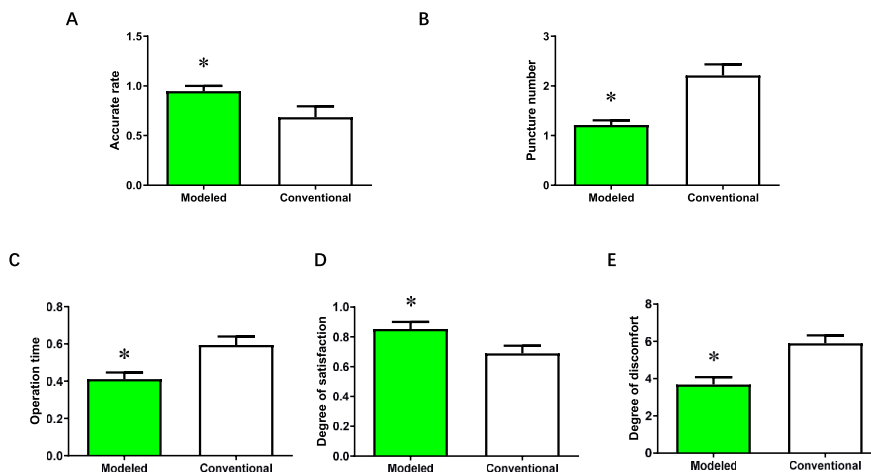 A
Accurate rate
1.5
1.0
0.5
0.0
*
Modeled Conventional
B
Puncture number
3
2
1
0
*
Modeled Conventional
C
Operation time
0.8
0.6
0.4
0.2
0.0
*
Modeled Conventional
D
Degree of satisfaction
1.0
0.8
0.6
0.4
0.2
0.0
*
Modeled Conventional
E
Degree of discomfort
8
6
4
2
0
*
Modeled Conventional